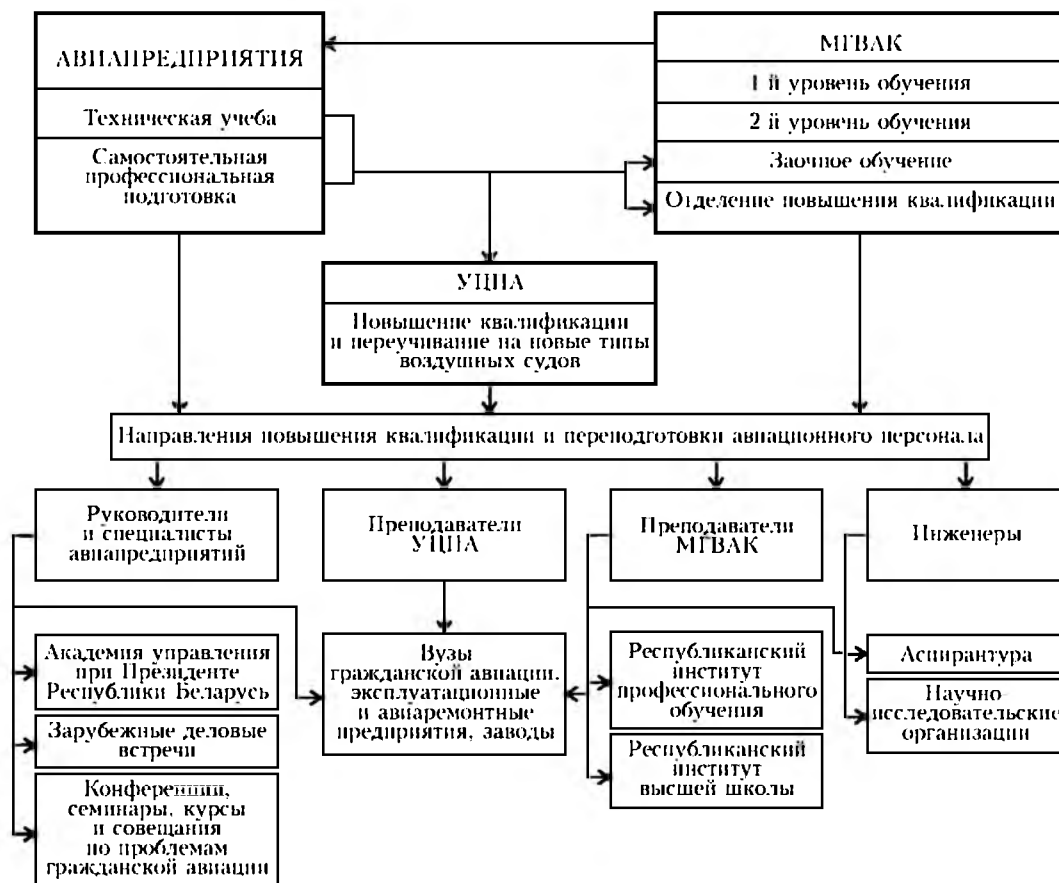 АВИАПРЕДПРИЯТИЯ
Техническая учеба
Самостоятельная
профессиональная
подготовка
МГВАК
1 й уровень обучения
2 й уровень обучения
Заочное обучение
Отделение повышения квалификации
УЦПА
Повышение квалификации
и переучивание на новые типы
воздушных судов
Направления повышения квалификации и переподготовки авиационного персонала
Руководители
и специалисты
авиапредприятий
Преподаватели
УЦПА
Преподаватели
МГВАК
Инженеры
Академия управления
при Президенте
Республики Беларусь
Зарубежные деловые
встречи
Конференции,
семинары, курсы
и совещания
по проблемам
гражданской авиации
Вузы
гражданской авиации,
эксплуатационные
и авиаремонтные
предприятия, заводы
Республиканский
институт
профессионального
обучения
Республиканский
институт
высшей школы
Аспирантура
Научно
исследовательские
организации